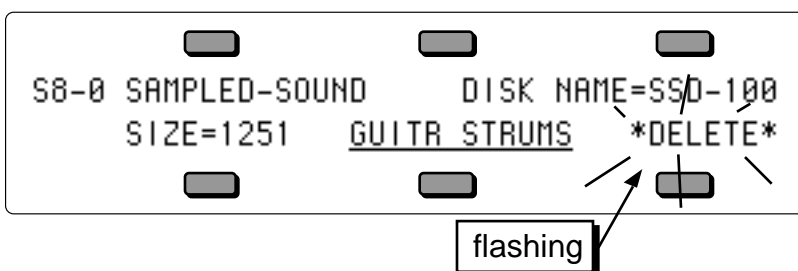 S8-0 SAMPLED-SOUND DISK NAME=SSD-100
SIZE=1251 GUITR STRUMS *DELETE*
flashing